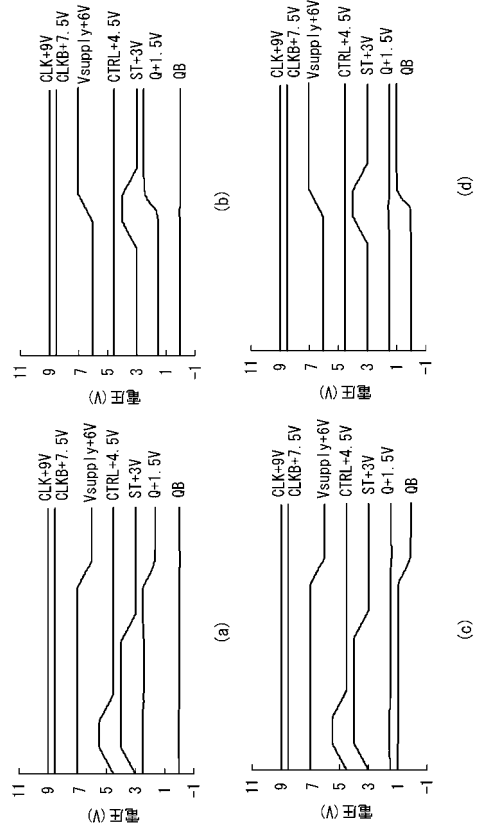 11
9
7
5
3
1
-1
電圧(V)
CLK+9V
CLKB+7.5V
Vsupply+6V
CTRL+4.5V
ST+3V
Q+1.5V
QB
(a)
11
9
7
5
3
1
-1
電圧(V)
CLK+9V
CLKB+7.5V
Vsupply+6V
CTRL+4.5V
ST+3V
Q+1.5V
QB
(b)
11
9
7
5
3
1
-1
電圧(V)
CLK+9V
CLKB+7.5V
Vsupply+6V
CTRL+4.5V
ST+3V
Q+1.5V
QB
(c)
11
9
7
5
3
1
-1
電圧(V)
CLK+9V
CLKB+7.5V
Vsupply+6V
CTRL+4.5V
ST+3V
Q+1.5V
QB
(d)